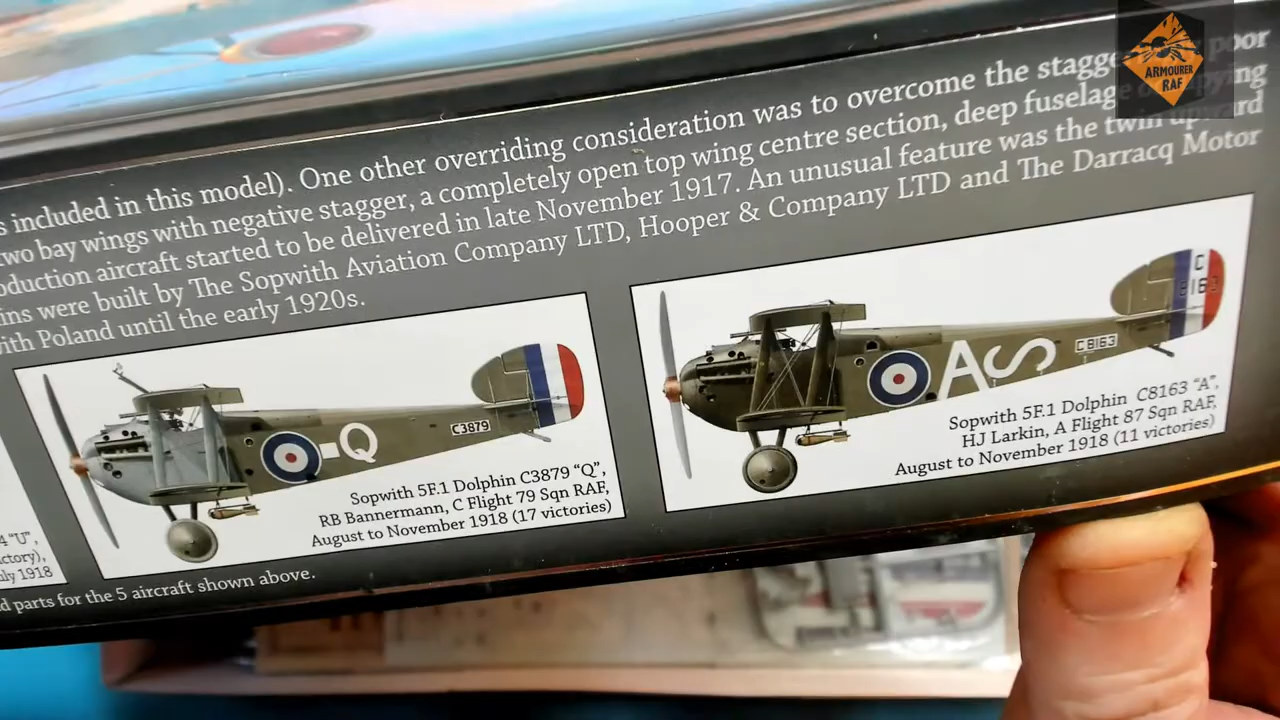 s included in this model). One other overriding consideration was to overcome the poor
two bay wings with negative stagger, a completely open top wing centre section, deep fuselage
oduction aircraft started to be delivered in late November 1917. An unusual feature was the twin upward
ins were built by The Sopwith Aviation Company LTD, Hooper & Company LTD and The Darracq Motor
ith Poland until the early 1920s.
ARMOURER
RAF
Q
C3879
Sopwith 5F.1 Dolphin C3879 “Q”,
RB Bannermann, C Flight 79 Sqn RAF,
August to November 1918 (17 victories)
C
8163
AS
C8163
Sopwith 5F.1 Dolphin C8163 “A”,
HJ Larkin, A Flight 87 Sqn RAF,
August to November 1918 (11 victories)
4 “U”,
ctory),
uly 1918
d parts for the 5 aircraft shown above.